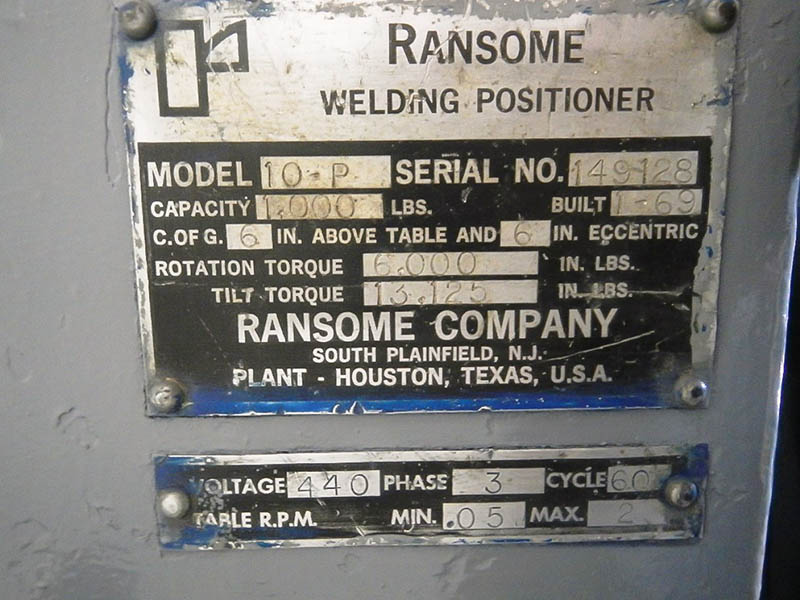 RANSOME
WELDING POSITIONER
MODEL 10-P SERIAL NO. 149128
CAPACITY 1,000 LBS. BUILT 1-69
C. OF G. 6 IN. ABOVE TABLE AND 6 IN. ECCENTRIC
ROTATION TORQUE 6,000 IN. LBS.
TILT TORQUE 13,125 IN. LBS.
RANSOME COMPANY
SOUTH PLAINFIELD, N.J.
PLANT - HOUSTON, TEXAS, U.S.A.
VOLTAGE 440 PHASE 3 CYCLE 60
TABLE R.P.M. MIN. .05 MAX. 2